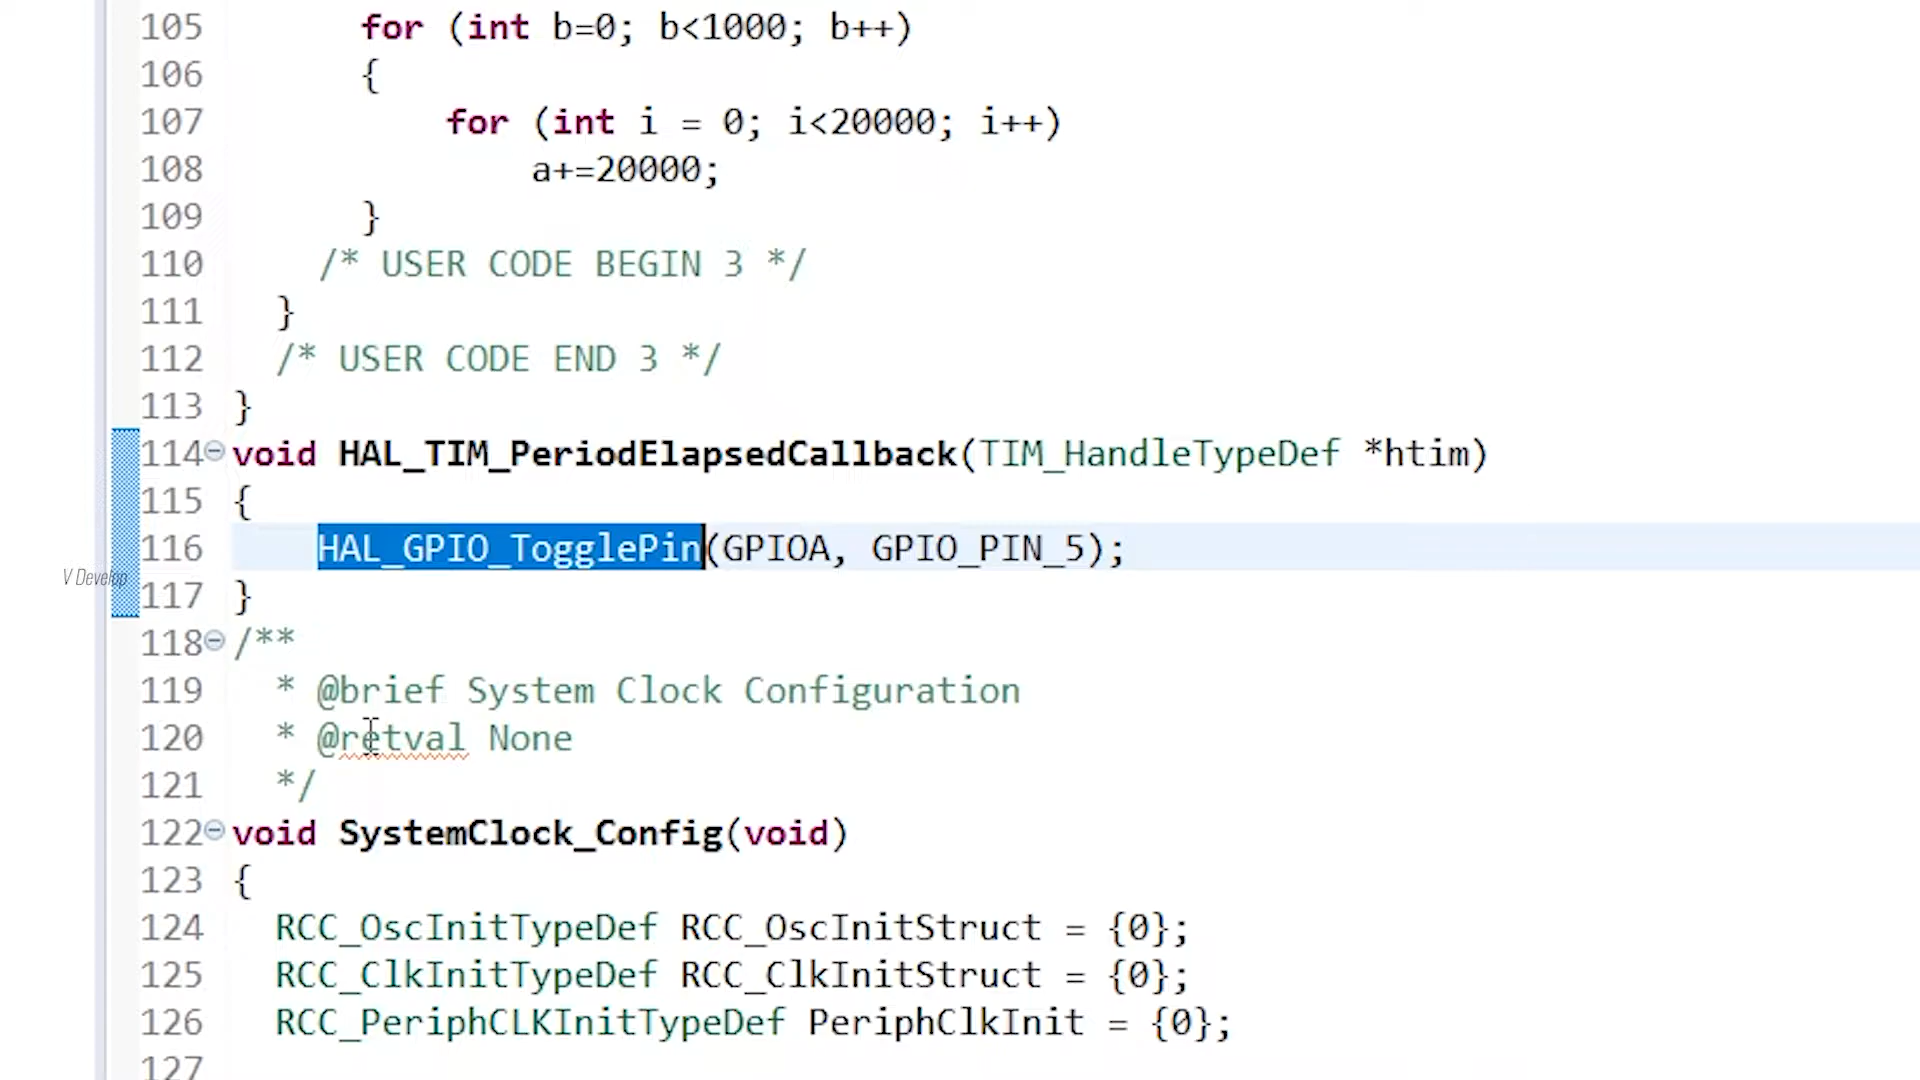 105 for (int b=0; b<1000; b++)
106 {
107 for (int i = 0; i<20000; i++)
108 a+=20000;
109 }
110 /* USER CODE BEGIN 3 */
111 }
112 /* USER CODE END 3 */
113 }
114 void HAL_TIM_PeriodElapsedCallback(TIM_HandleTypeDef *htim)
115 {
116 HAL_GPIO_TogglePin(GPIOA, GPIO_PIN_5);
V Develop
117 }
118 /**
119 * @brief System Clock Configuration
120 * @retval None
121 */
122 void SystemClock_Config(void)
123 {
124 RCC_OscInitTypeDef RCC_OscInitStruct = {0};
125 RCC_ClkInitTypeDef RCC_ClkInitStruct = {0};
126 RCC_PeriphCLKInitTypeDef PeriphClkInit = {0};
127